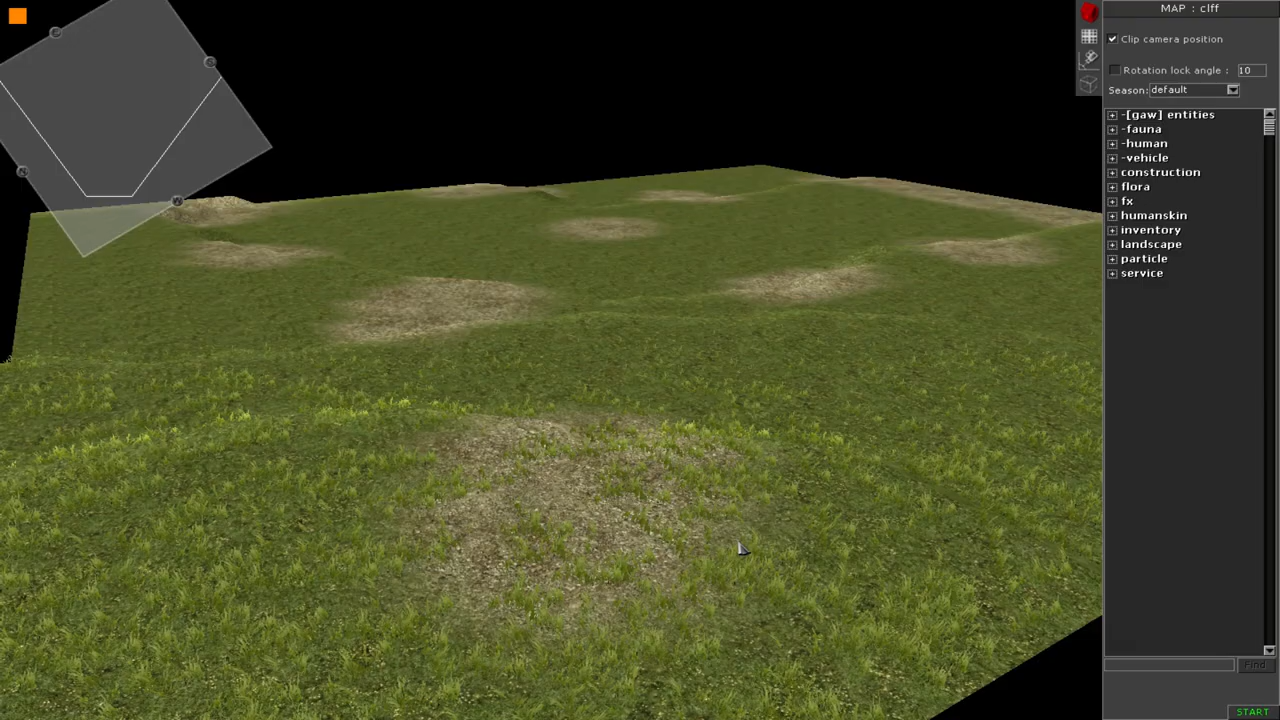 MAP : clff
Clip camera position
Rotation lock angle : 10
Season: default
-[gaw] entities
-fauna
-human
-vehicle
construction
flora
fx
humanskin
inventory
landscape
particle
service
Find
START